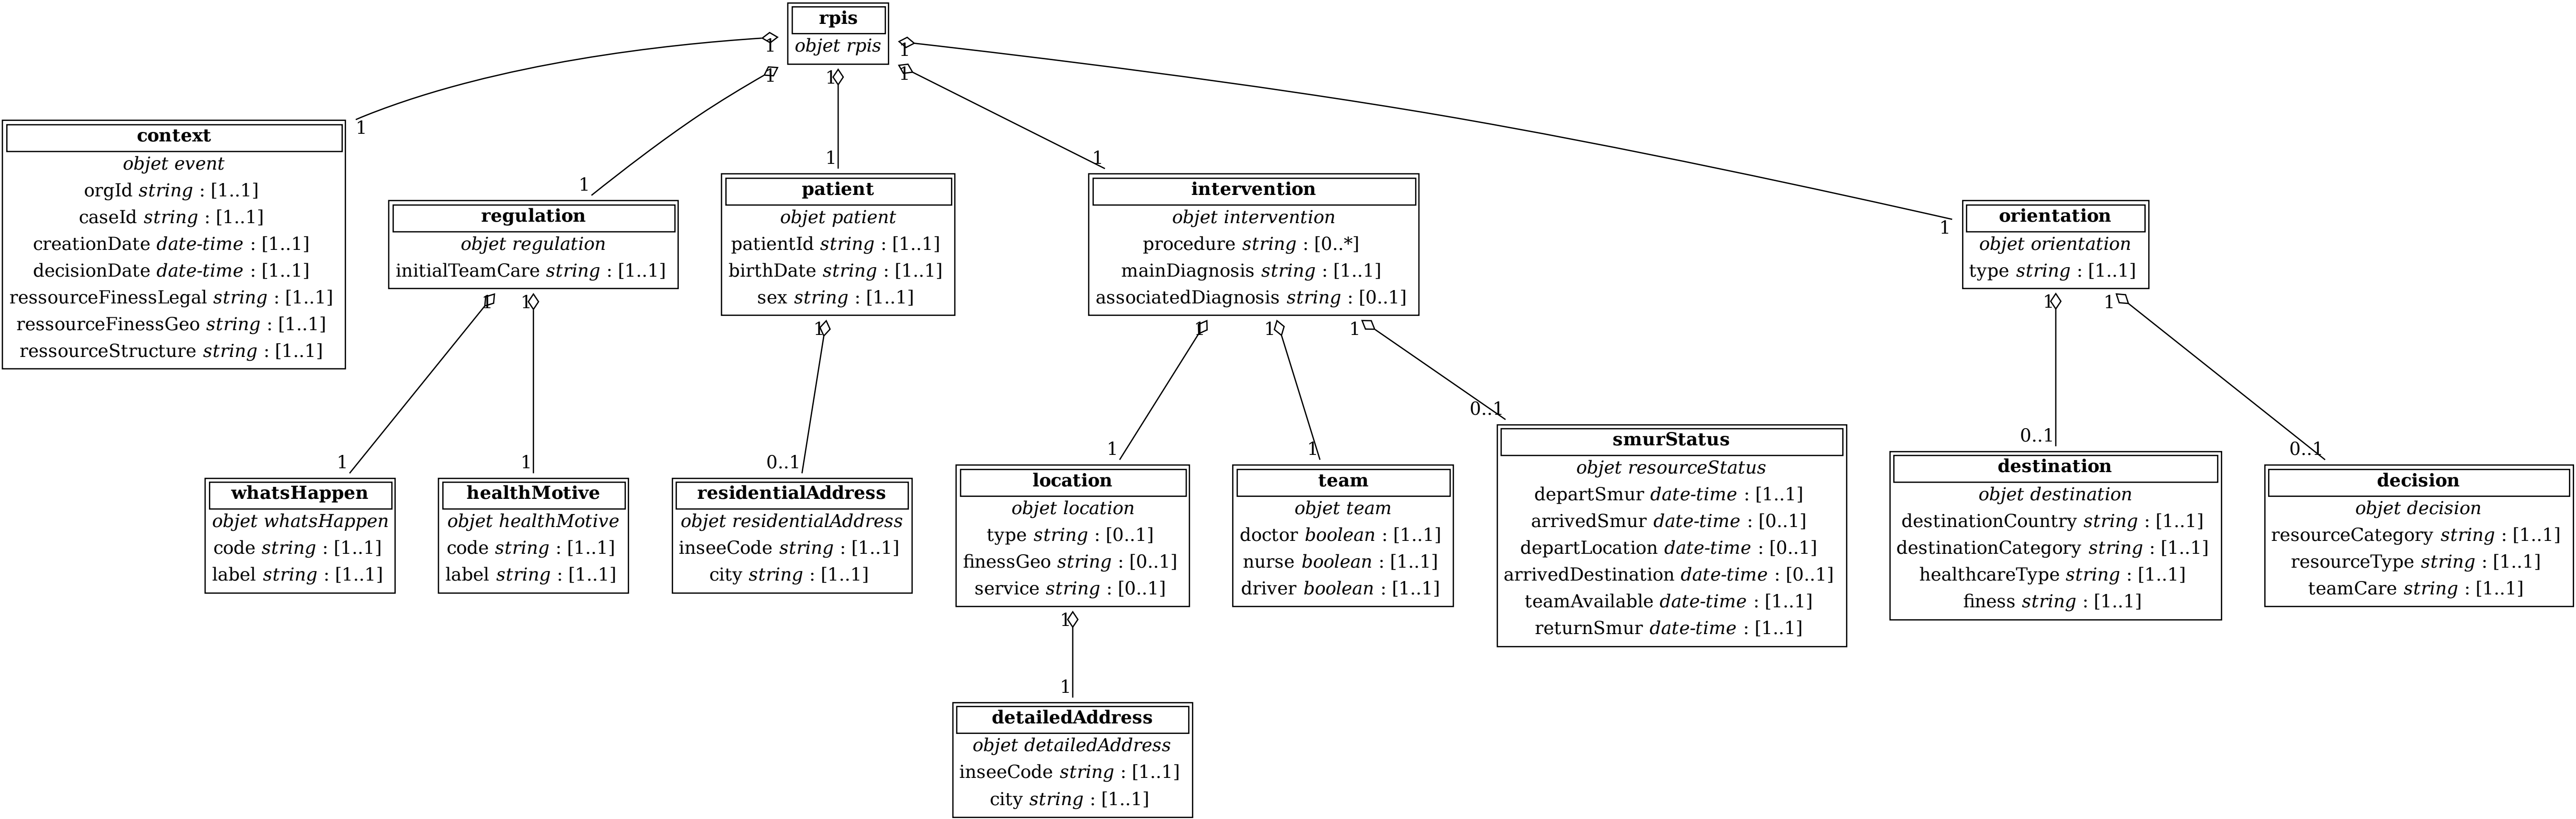 rpis
objet rpis
1
1
1
1
1
1
1
1
1
1
context
objet event
orgId string : [1..1]
caseId string : [1..1]
creationDate date-time : [1..1]
decisionDate date-time : [1..1]
ressourceFinessLegal string : [1..1]
ressourceFinessGeo string : [1..1]
ressourceStructure string : [1..1]
regulation
objet regulation
initialTeamCare string : [1..1]
1
1
patient
objet patient
patientId string : [1..1]
birthDate string : [1..1]
sex string : [1..1]
1
intervention
objet intervention
procedure string : [0..*]
mainDiagnosis string : [1..1]
associatedDiagnosis string : [0..1]
1
1
1
orientation
objet orientation
type string : [1..1]
1
1
1
1
0..1
1
1
0..1
0..1
0..1
whatsHappen
objet whatsHappen
code string : [1..1]
label string : [1..1]
healthMotive
objet healthMotive
code string : [1..1]
label string : [1..1]
residentialAddress
objet residentialAddress
inseeCode string : [1..1]
city string : [1..1]
location
objet location
type string : [0..1]
finessGeo string : [0..1]
service string : [0..1]
1
team
objet team
doctor boolean : [1..1]
nurse boolean : [1..1]
driver boolean : [1..1]
smurStatus
objet resourceStatus
departSmur date-time : [1..1]
arrivedSmur date-time : [0..1]
departLocation date-time : [0..1]
arrivedDestination date-time : [0..1]
teamAvailable date-time : [1..1]
returnSmur date-time : [1..1]
destination
objet destination
destinationCountry string : [1..1]
destinationCategory string : [1..1]
healthcareType string : [1..1]
finess string : [1..1]
decision
objet decision
resourceCategory string : [1..1]
resourceType string : [1..1]
teamCare string : [1..1]
1
detailedAddress
objet detailedAddress
inseeCode string : [1..1]
city string : [1..1]